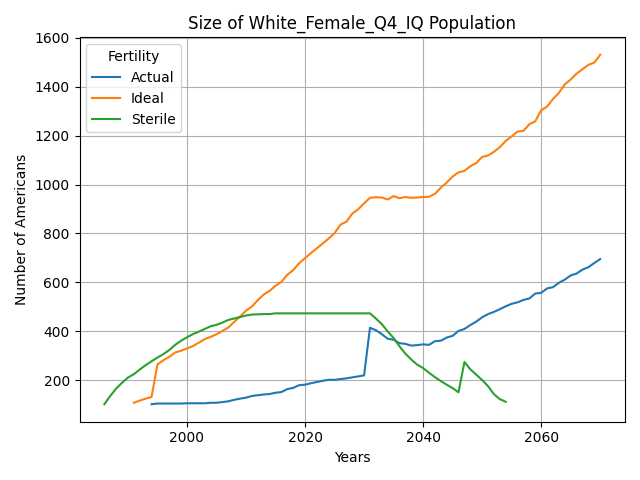 Size of White_Female_Q4_IQ Population
Number of Americans
1600
1400
1200
1000
800
600
400
200
Fertility
Actual
Ideal
Sterile
2000
2020
2040
2060
Years